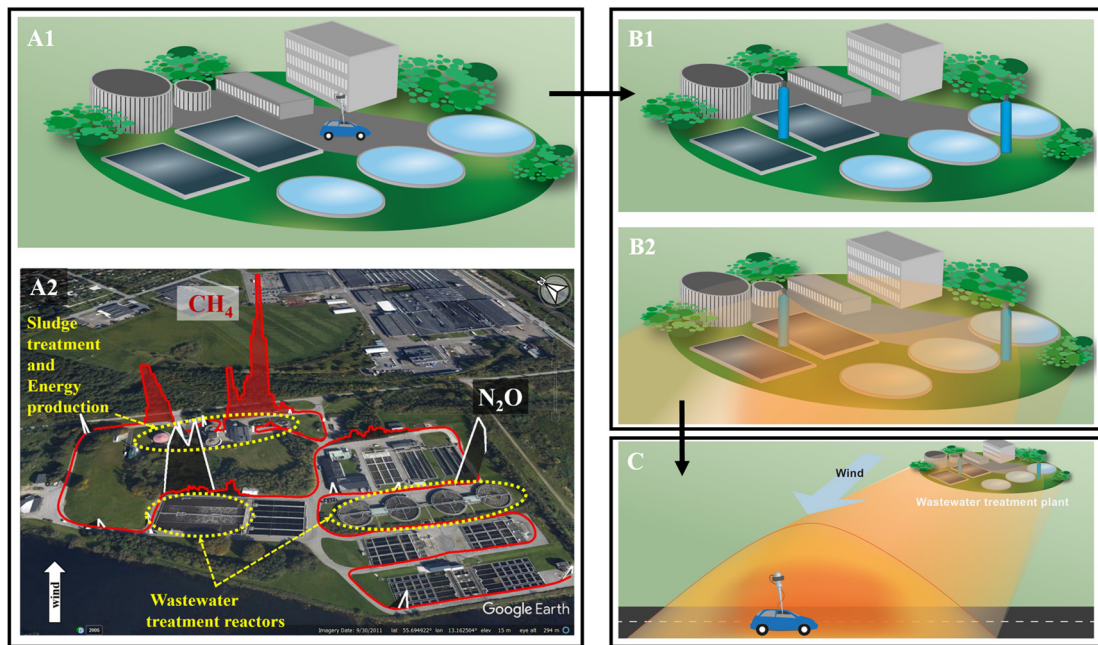 A1
A2
CH4
Sludge
treatment
and
Energy
production
N2O
wind
Wastewater
treatment reactors
Google Earth
2005
Imagery Date: 9/30/2011 lat 55.694922° lon 13.162504° elev 15 m eye alt 294 m
B1
B2
C
Wind
Wastewater treatment plant